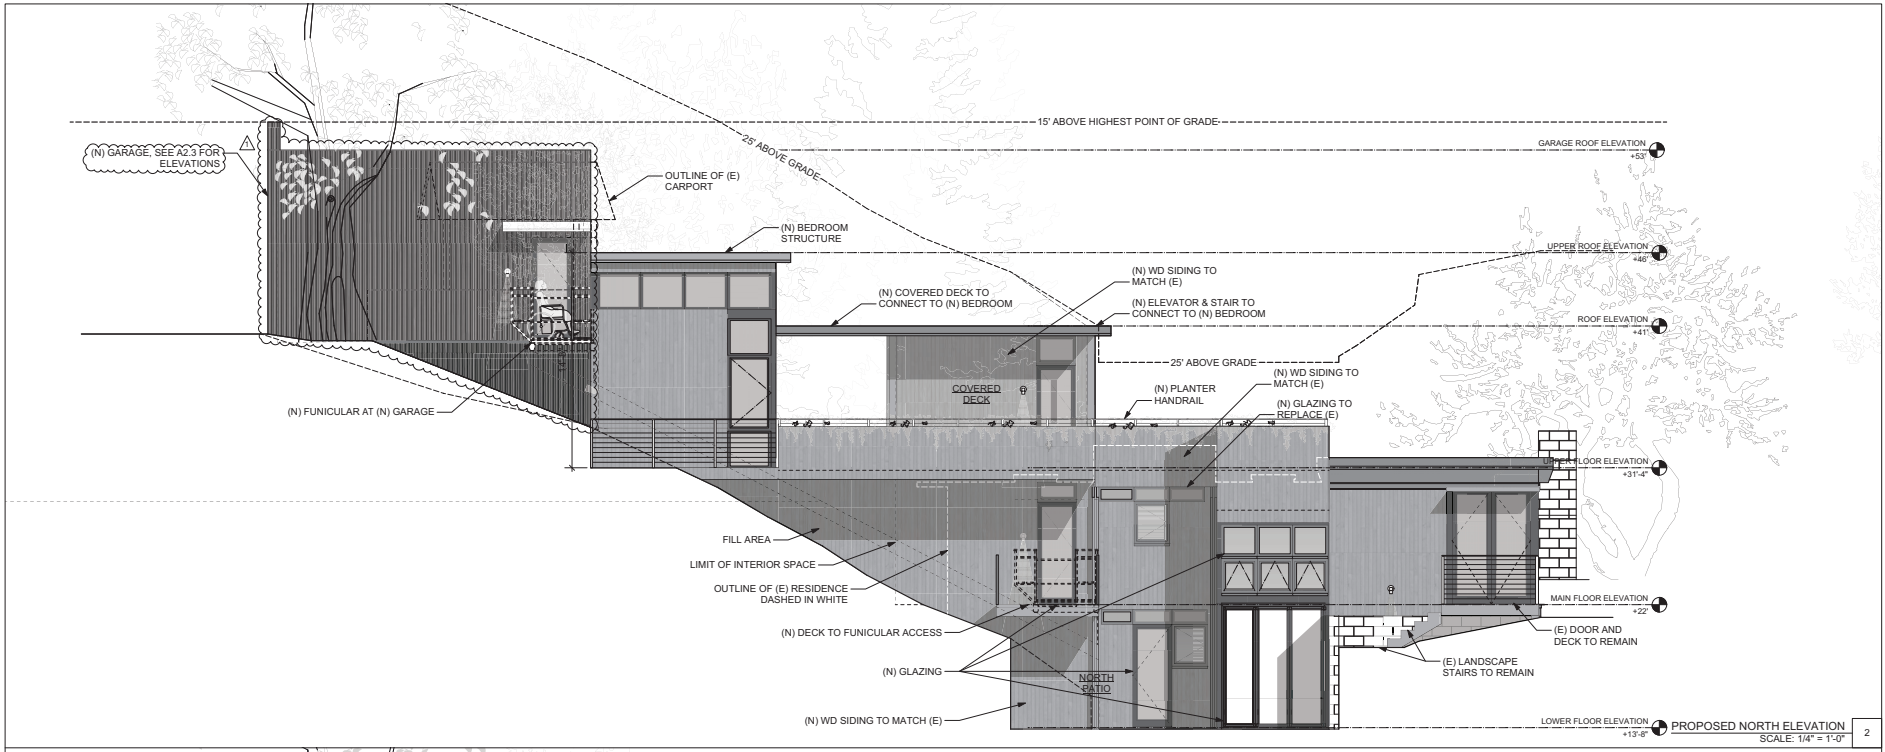 15' ABOVE HIGHEST POINT OF GRADE
25' ABOVE GRADE
GARAGE ROOF ELEVATION
+53'
(N) GARAGE, SEE A2.3 FOR
ELEVATIONS
1
OUTLINE OF (E)
CARPORT
(N) BEDROOM
STRUCTURE
UPPER ROOF ELEVATION
+46'
(N) WD SIDING TO
MATCH (E)
(N) COVERED DECK TO
CONNECT TO (N) BEDROOM
(N) ELEVATOR & STAIR TO
CONNECT TO (N) BEDROOM
ROOF ELEVATION
+41'
25' ABOVE GRADE
(N) WD SIDING TO
MATCH (E)
COVERED
DECK
(N) PLANTER
HANDRAIL
(N) GLAZING TO
REPLACE (E)
(N) FUNICULAR AT (N) GARAGE
UPPER FLOOR ELEVATION
+31'-4"
FILL AREA
LIMIT OF INTERIOR SPACE
OUTLINE OF (E) RESIDENCE
DASHED IN WHITE
MAIN FLOOR ELEVATION
+22'
(N) DECK TO FUNICULAR ACCESS
(E) DOOR AND
DECK TO REMAIN
(N) GLAZING
(E) LANDSCAPE
STAIRS TO REMAIN
NORTH
PATIO
(N) WD SIDING TO MATCH (E)
LOWER FLOOR ELEVATION
+13'-8"
PROPOSED NORTH ELEVATION
SCALE: 1/4" = 1'-0"
2